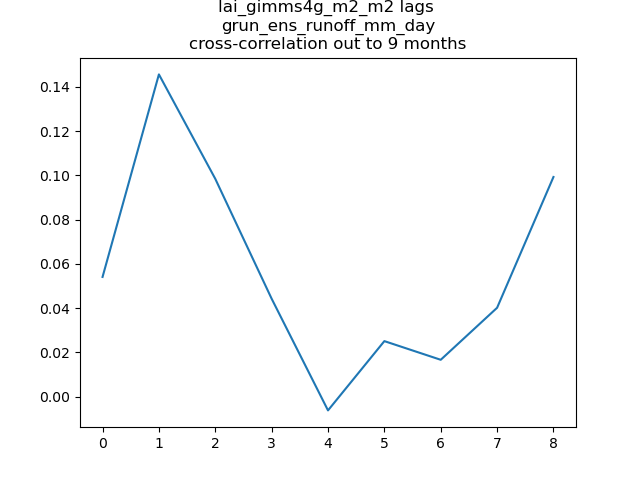 lai_gimms4g_m2_m2 lags
grun_ens_runoff_mm_day
cross-correlation out to 9 months
0.14
0.12
0.10
0.08
0.06
0.04
0.02
0.00
0 1 2 3 4 5 6 7 8